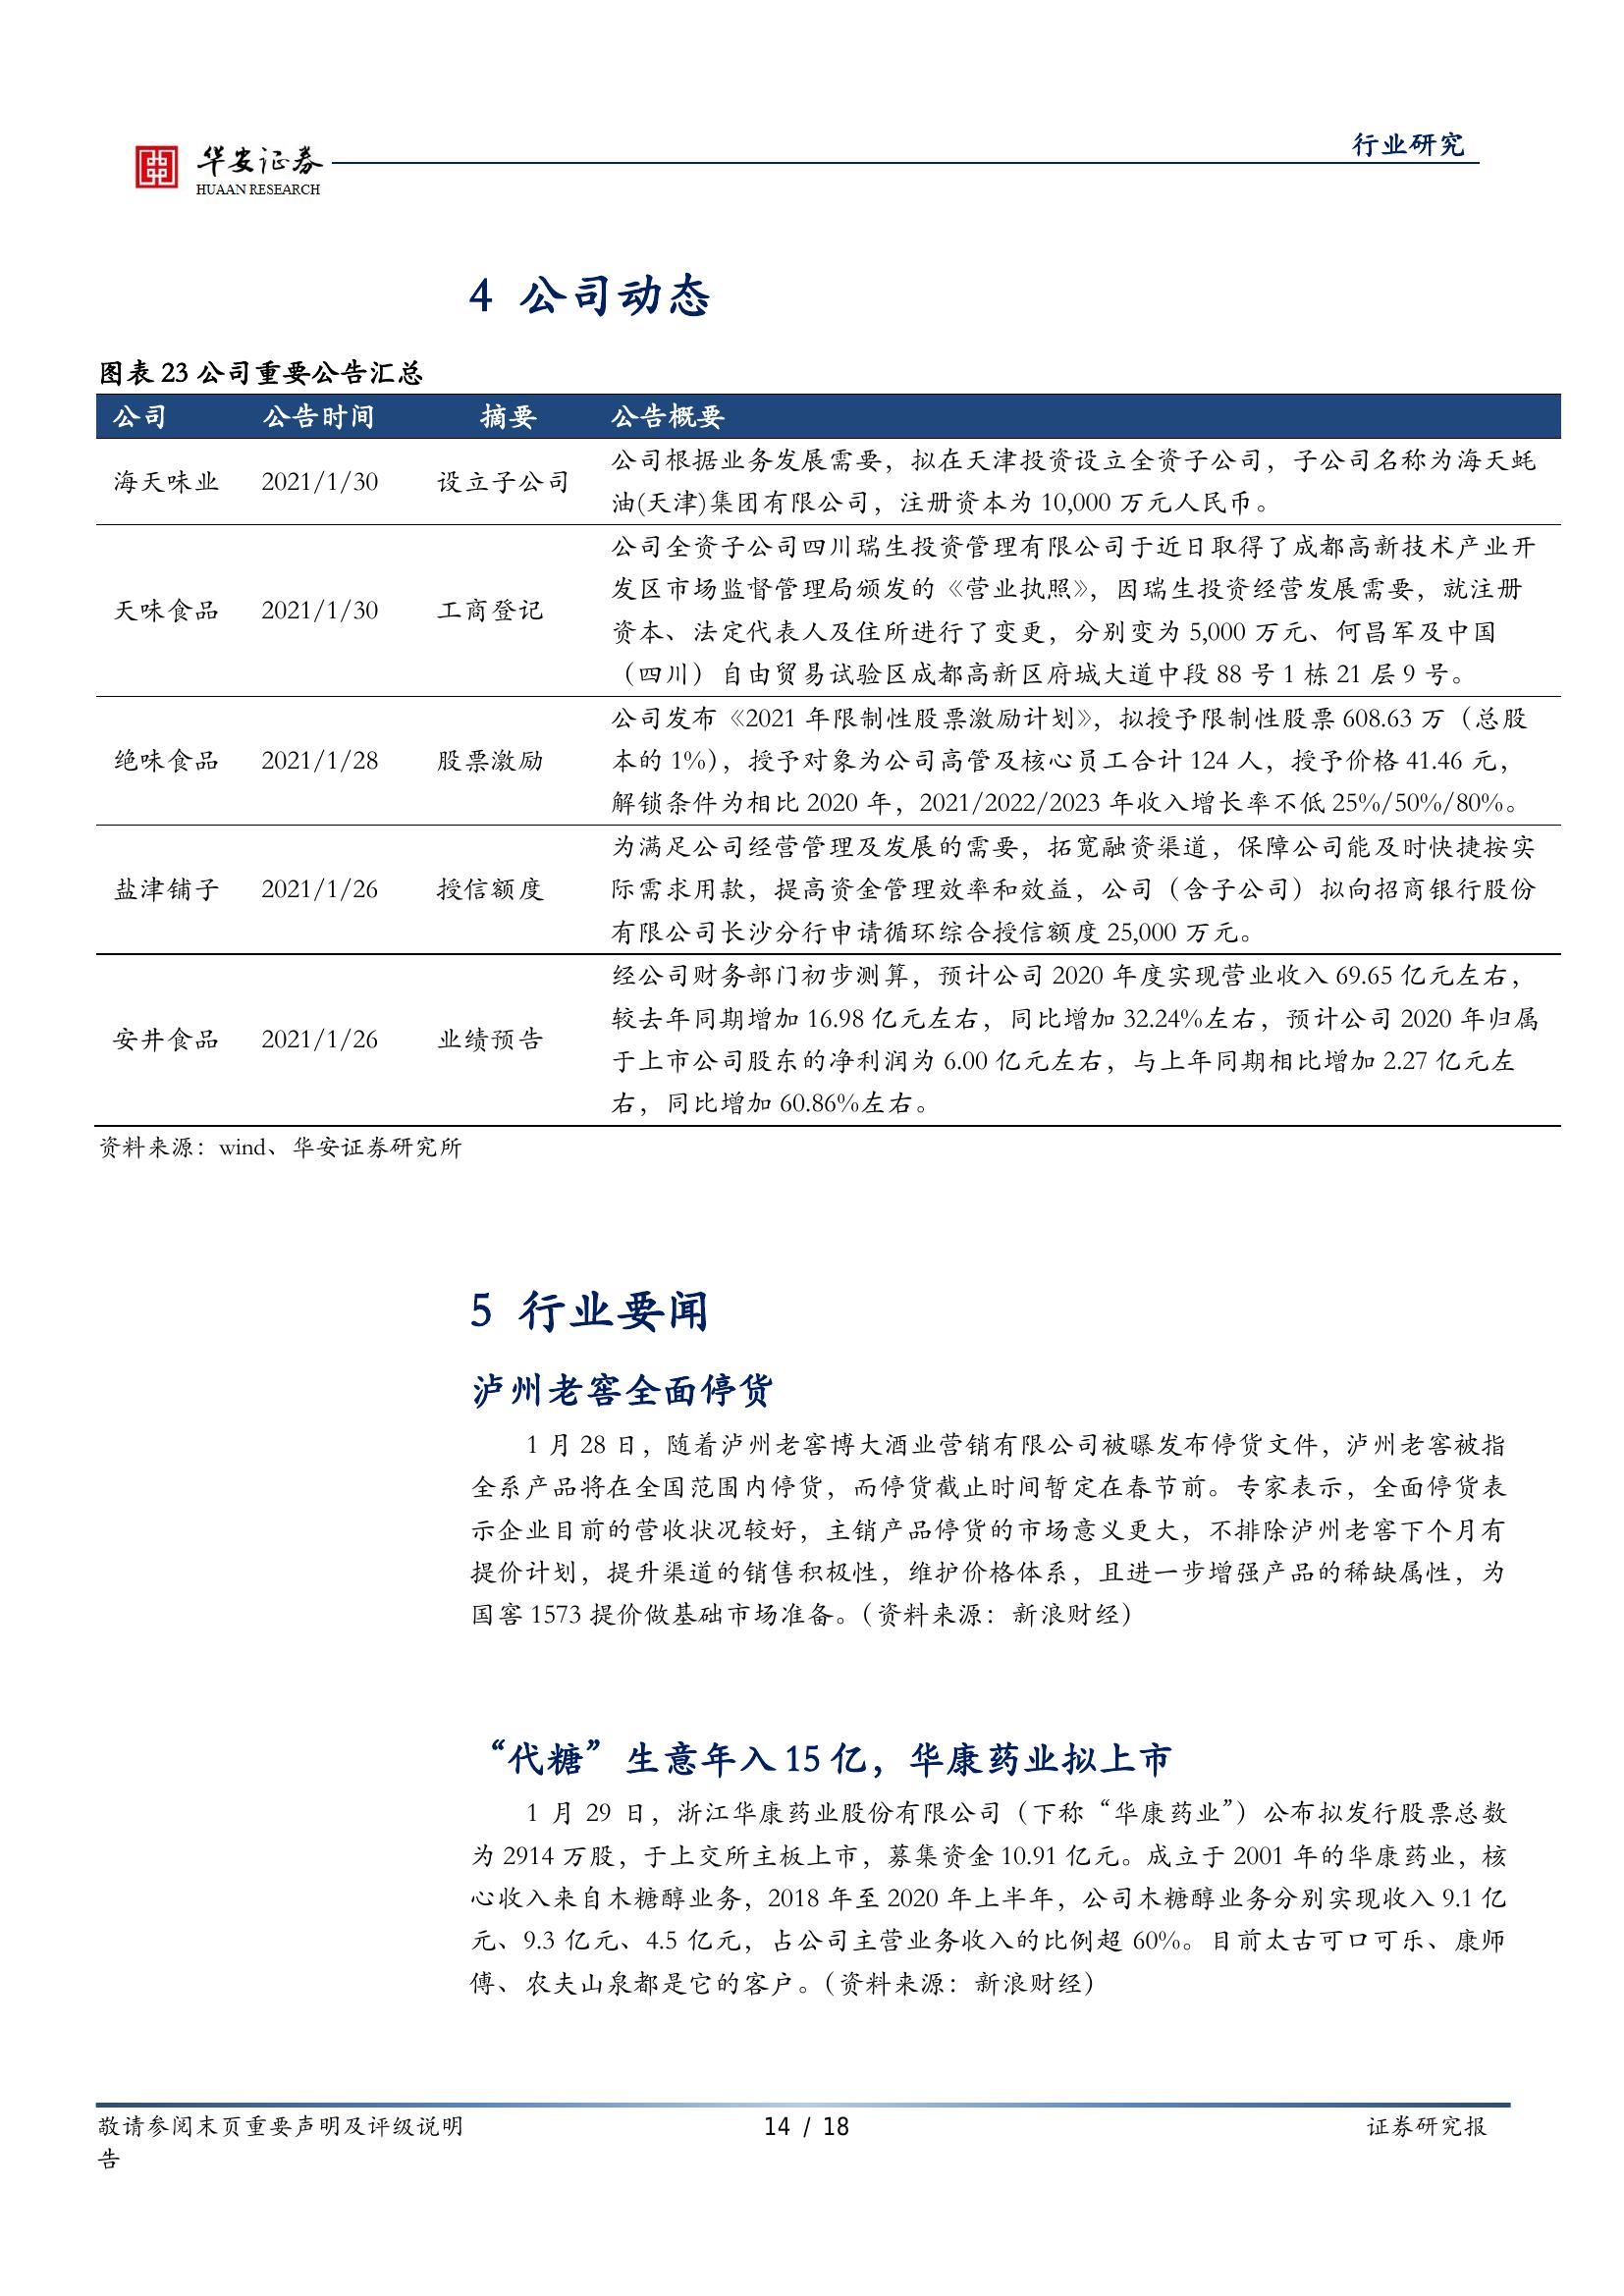 华安证券
HUAAN RESEARCH
行业研究
4 公司动态
图表 23 公司重要公告汇总
公司 公告时间 摘要 公告概要
海天味业 2021/1/30 设立子公司 公司根据业务发展需要，拟在天津投资设立全资子公司，子公司名称为海天蚝
油(天津)集团有限公司，注册资本为 10,000 万元人民币。
天味食品 2021/1/30 工商登记 公司全资子公司四川瑞生投资管理有限公司于近日取得了成都高新技术产业开
发区市场监督管理局颁发的《营业执照》，因瑞生投资经营发展需要，就注册
资本、法定代表人及住所进行了变更，分别变为 5,000 万元、何昌军及中国
（四川）自由贸易试验区成都高新区府城大道中段 88 号 1 栋 21 层 9 号。
绝味食品 2021/1/28 股票激励 公司发布《2021 年限制性股票激励计划》，拟授予限制性股票 608.63 万（总股
本的 1%），授予对象为公司高管及核心员工合计 124 人，授予价格 41.46 元，
解锁条件为相比 2020 年，2021/2022/2023 年收入增长率不低 25%/50%/80%。
盐津铺子 2021/1/26 授信额度 为满足公司经营管理及发展的需要，拓宽融资渠道，保障公司能及时快捷按实
际需求用款，提高资金管理效率和效益，公司（含子公司）拟向招商银行股份
有限公司长沙分行申请循环综合授信额度 25,000 万元。
安井食品 2021/1/26 业绩预告 经公司财务部门初步测算，预计公司 2020 年度实现营业收入 69.65 亿元左右，
较去年同期增加 16.98 亿元左右，同比增加 32.24%左右，预计公司 2020 年归属
于上市公司股东的净利润为 6.00 亿元左右，与上年同期相比增加 2.27 亿元左
右，同比增加 60.86%左右。
资料来源：wind、华安证券研究所
5 行业要闻
泸州老窖全面停货
1 月 28 日，随着泸州老窖博大酒业营销有限公司被曝发布停货文件，泸州老窖被指
全系产品将在全国范围内停货，而停货截止时间暂定在春节前。专家表示，全面停货表
示企业目前的营收状况较好，主销产品停货的市场意义更大，不排除泸州老窖下个月有
提价计划，提升渠道的销售积极性，维护价格体系，且进一步增强产品的稀缺属性，为
国窖 1573 提价做基础市场准备。（资料来源：新浪财经）
“代糖”生意年入 15 亿，华康药业拟上市
1 月 29 日，浙江华康药业股份有限公司（下称“华康药业”）公布拟发行股票总数
为 2914 万股，于上交所主板上市，募集资金 10.91 亿元。成立于 2001 年的华康药业，核
心收入来自木糖醇业务，2018 年至 2020 年上半年，公司木糖醇业务分别实现收入 9.1 亿
元、9.3 亿元、4.5 亿元，占公司主营业务收入的比例超 60%。目前太古可口可乐、康师
傅、农夫山泉都是它的客户。（资料来源：新浪财经）
敬请参阅末页重要声明及评级说明 14 / 18 证券研究报
告